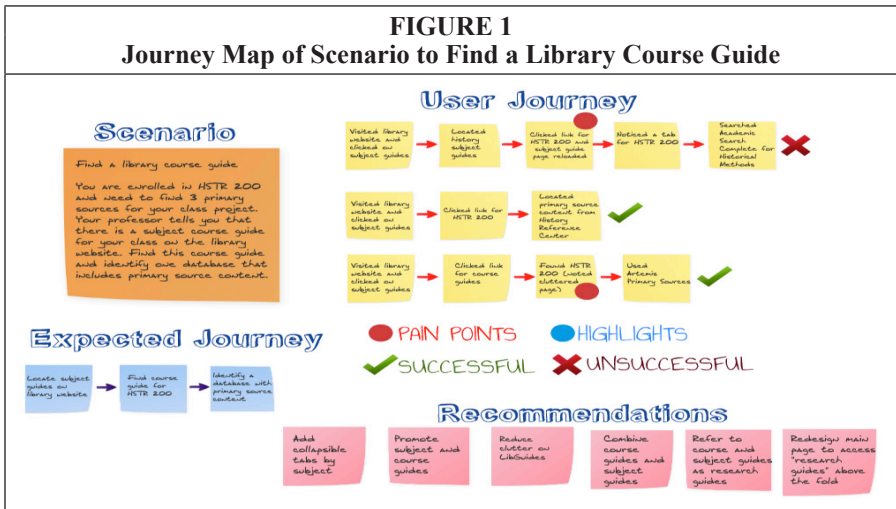 FIGURE 1
Journey Map of Scenario to Find a Library Course Guide
Scenario
Find a library course guide
You are enrolled in HSTR 200
and need to find 3 primary
sources for your class project.
Your professor tells you that
there is a subject course guide
for your class on the library
website. Find this course guide
and identify one database that
includes primary source content.
User Journey
Visited library
website and
clicked on
subject guides
Located
history
subject
guides
Clicked link for
HSTR 200 and
subject guide
page reloaded
Noticed a tab
for HSTR 200
Searched
Academic
Search
Complete for
Historical
Methods
Visited library
website and
clicked on
subject guides
Clicked link
for HSTR 200
Located
primary source
content from
History
Reference
Center
Visited library
website and
clicked on
subject guides
Clicked link
for course
guides
Found HSTR
200 (noted
cluttered
page)
Used
Artemis
Primary Sources
PAIN POINTS
HIGHLIGHTS
SUCCESSFUL
UNSUCCESSFUL
Expected Journey
Locate subject
guides on
library website
Find course
guide for
HSTR 200
Identify a
database with
primary source
content
Recommendations
Add
collapsible
tabs by
subject
Promote
subject and
course
guides
Reduce
clutter on
LibGuides
Combine
course
guides and
subject
guides
Refer to
course and
subject guides
as research
guides
Redesign main
page to access
"research
guides" above
the fold